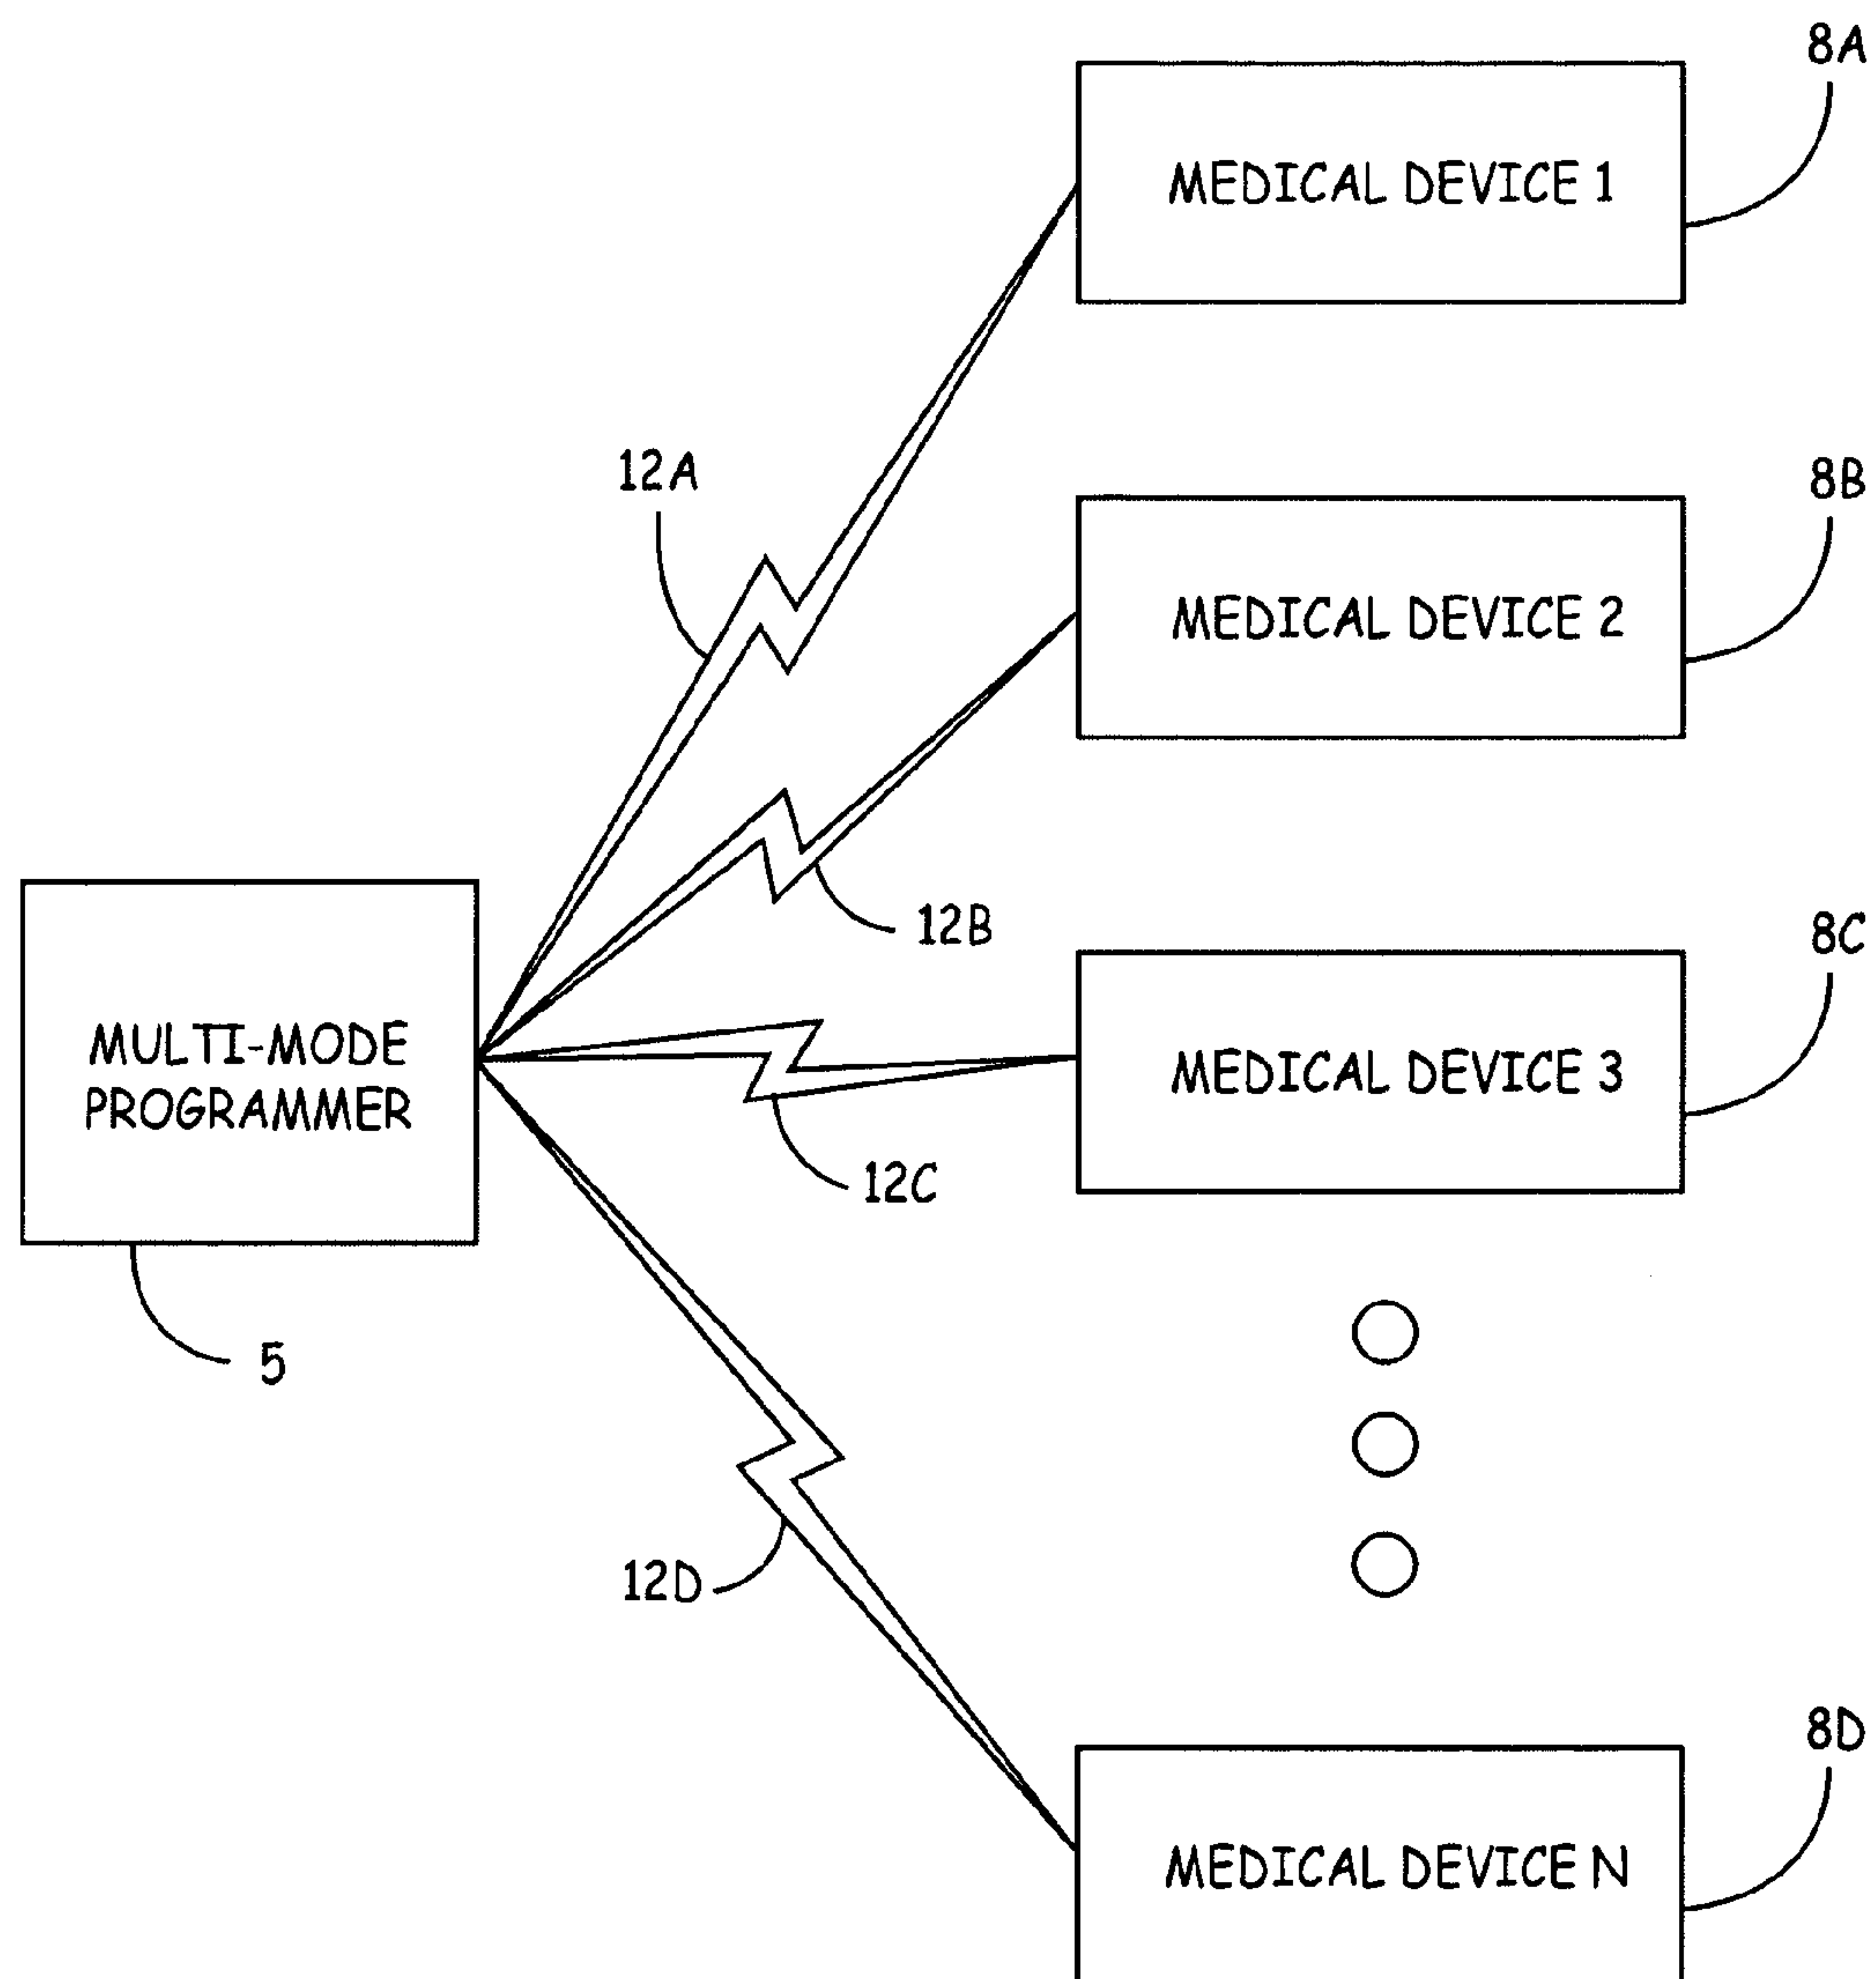 8A
MEDICAL DEVICE 1
12A
8B
MEDICAL DEVICE 2
12B
8C
MULTI-MODE
PROGRAMMER
MEDICAL DEVICE 3
12C
5
12D
8D
MEDICAL DEVICE N